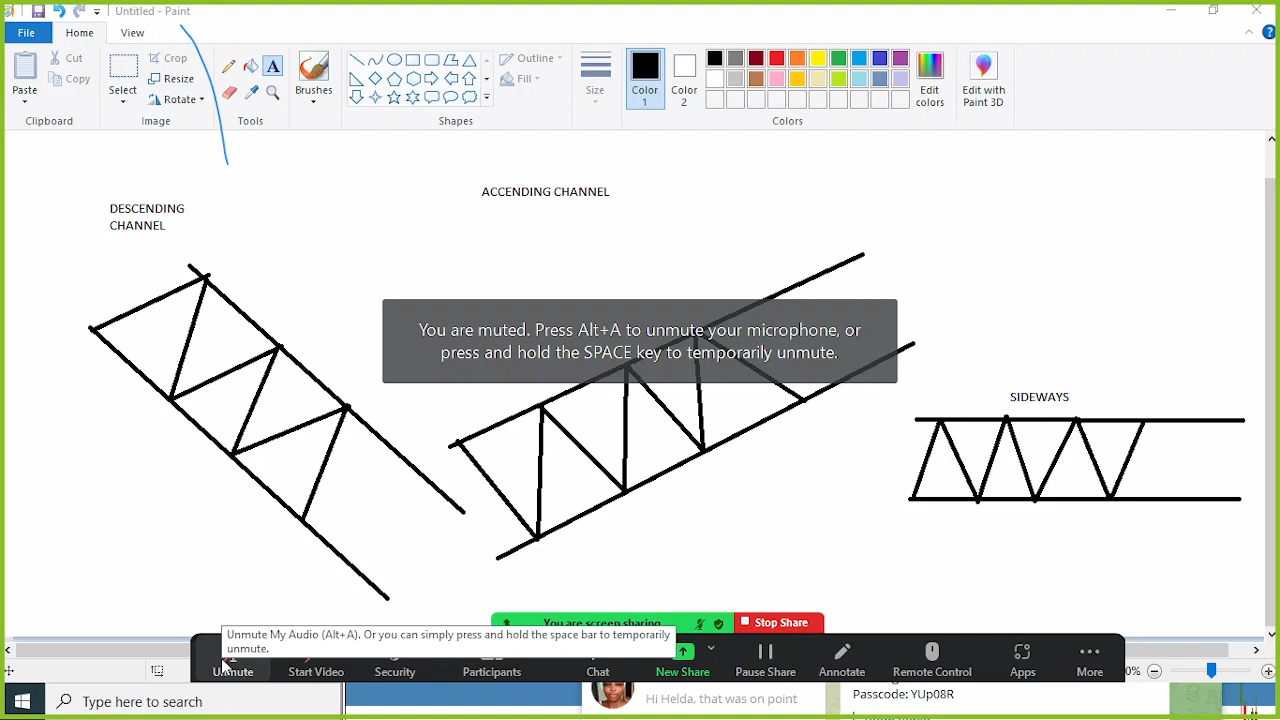 Untitled - Paint
File
Home
View
Paste
Cut
Copy
Clipboard
Select
Crop
Resize
Rotate
Image
A
Tools
Brushes
Outline
Fill
Shapes
Size
Color
1
Color
2
Edit
colors
Colors
Edit with
Paint 3D
ACCENDING CHANNEL
DESCENDING
CHANNEL
You are muted. Press Alt+A to unmute your microphone, or
press and hold the SPACE key to temporarily unmute.
SIDEWAYS
You are screen sharing
Stop Share
Unmute My Audio (Alt+A). Or you can simply press and hold the space bar to temporarily
unmute.
Unmute
Start Video
Security
Participants
Chat
New Share
Pause Share
Annotate
Remote Control
Apps
More
0%
Type here to search
Hi Helda, that was on point
Passcode: YUp08R